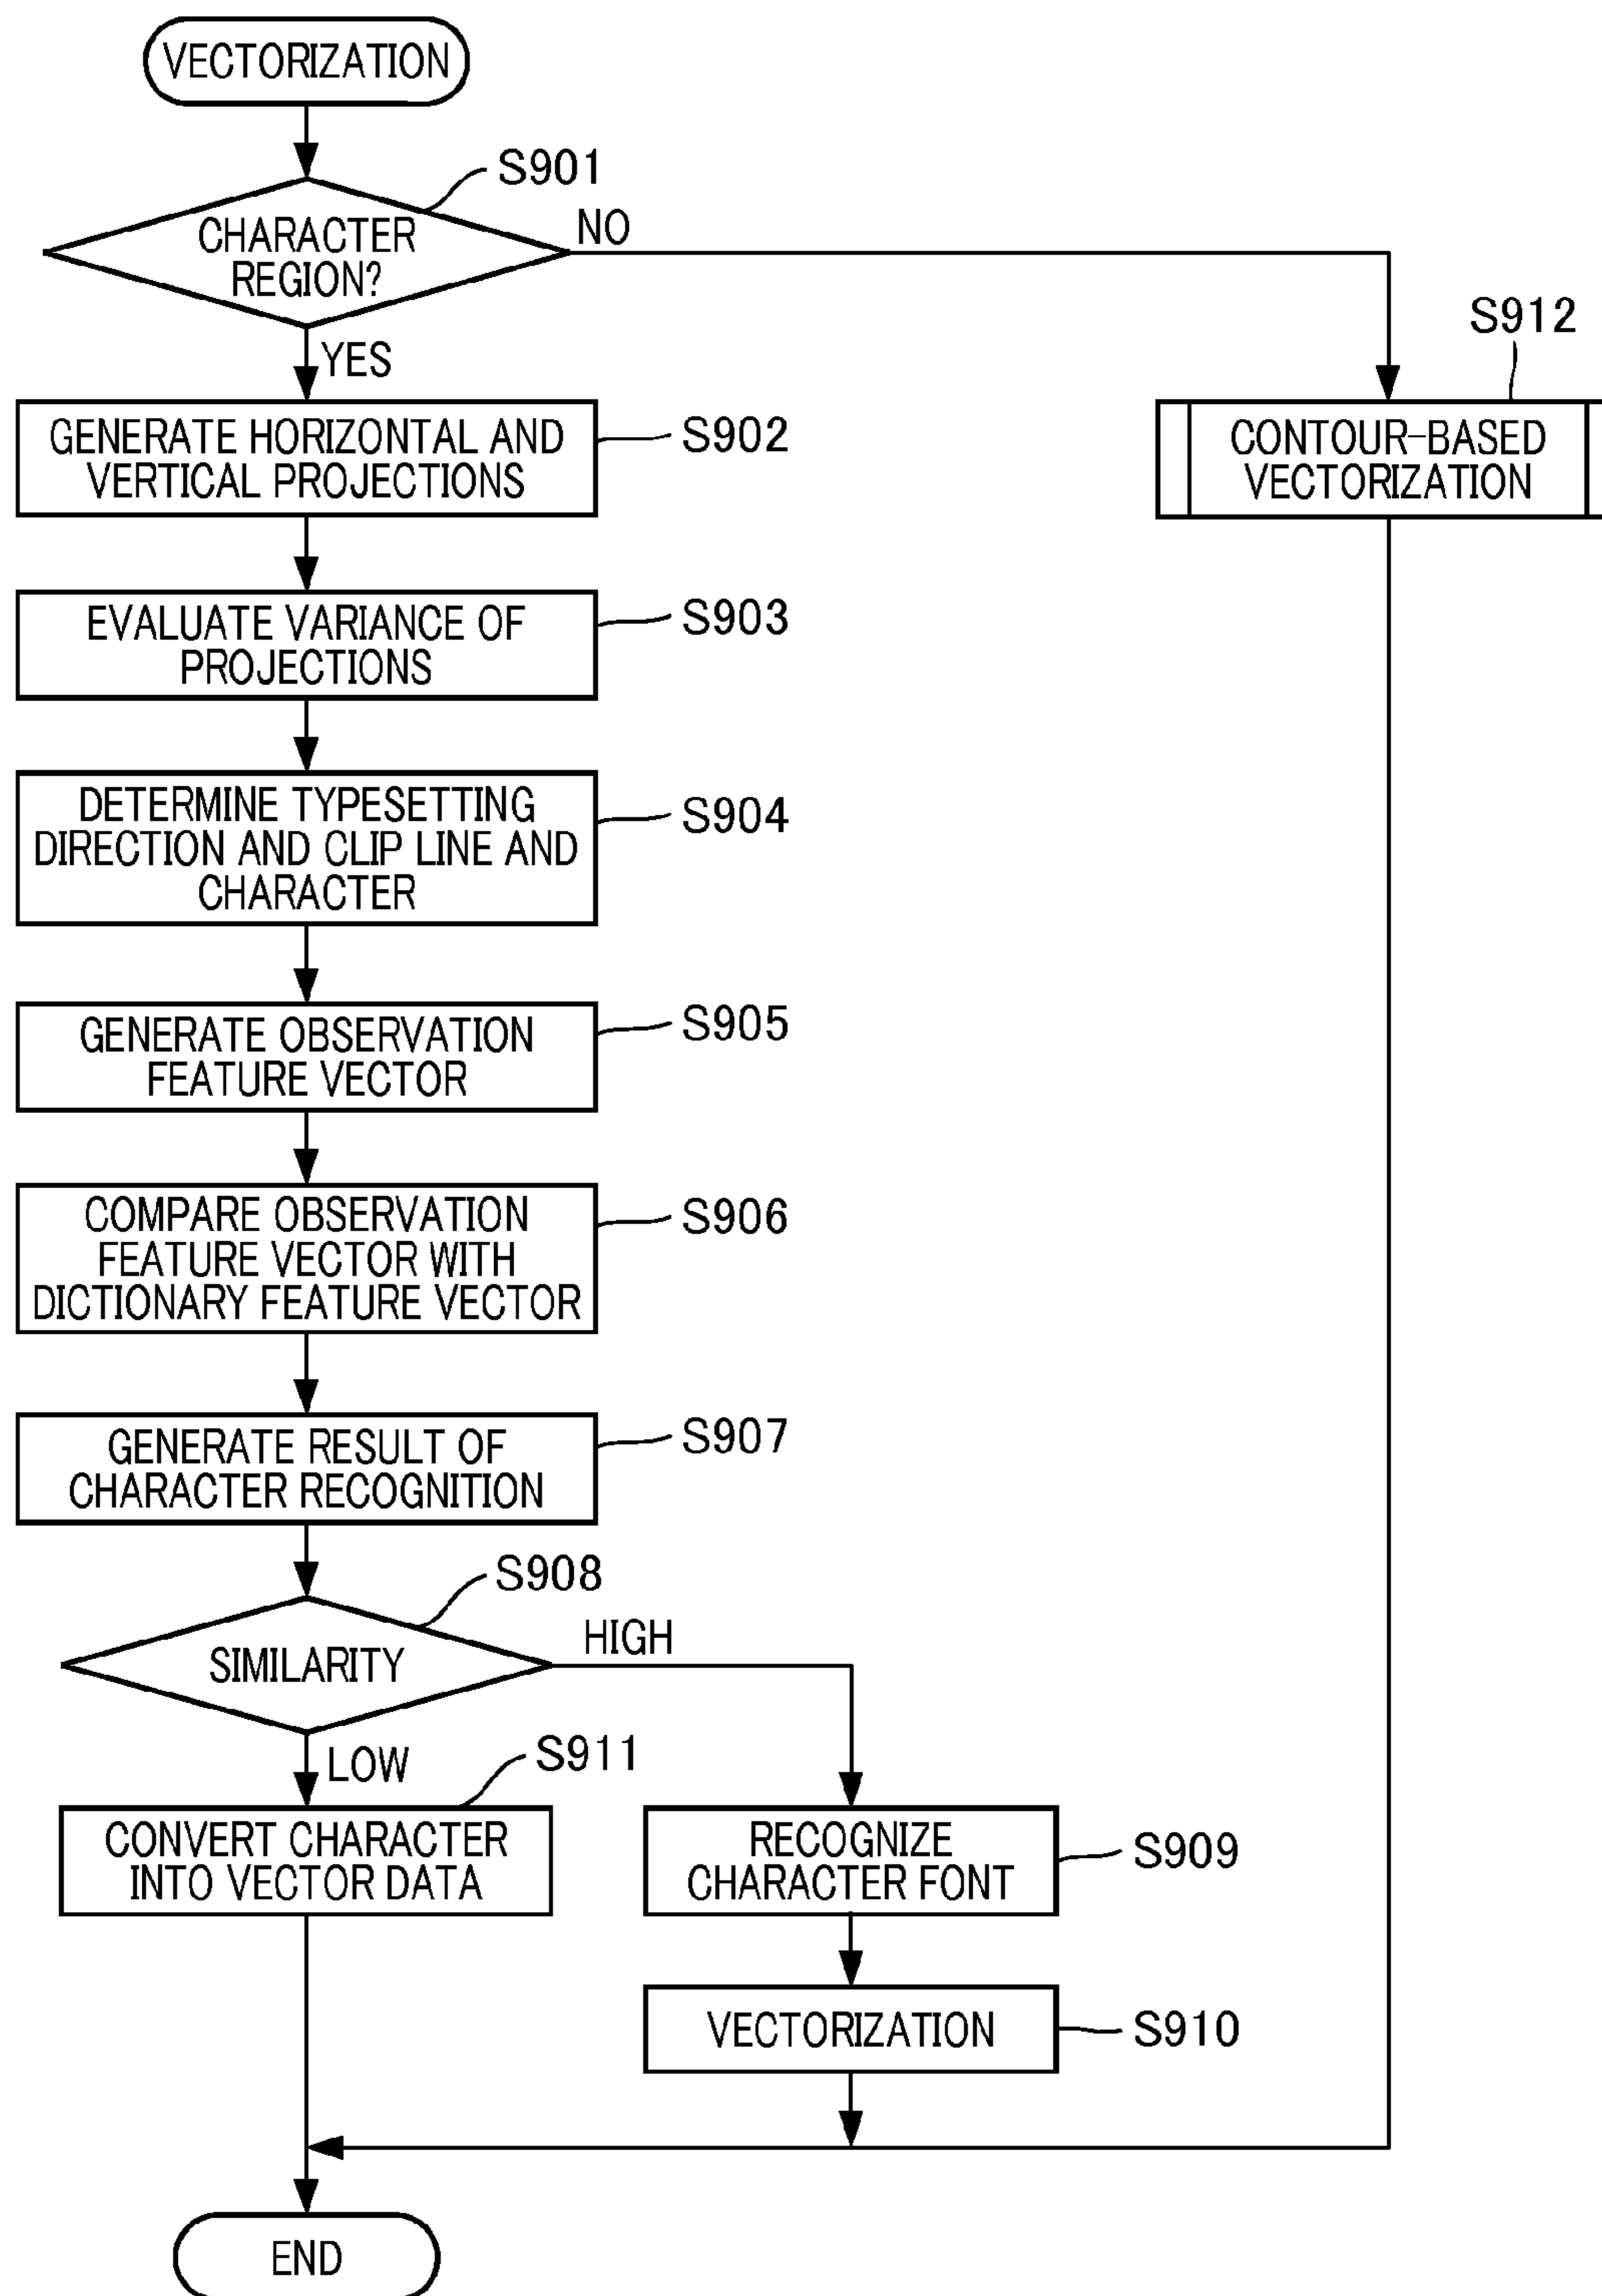 VECTORIZATION
S901
CHARACTER
REGION?
NO
YES
S912
CONTOUR-BASED
VECTORIZATION
GENERATE HORIZONTAL AND
VERTICAL PROJECTIONS
S902
EVALUATE VARIANCE OF
PROJECTIONS
S903
DETERMINE TYPESETTING
DIRECTION AND CLIP LINE AND
CHARACTER
S904
GENERATE OBSERVATION
FEATURE VECTOR
S905
COMPARE OBSERVATION
FEATURE VECTOR WITH
DICTIONARY FEATURE VECTOR
S906
GENERATE RESULT OF
CHARACTER RECOGNITION
S907
S908
SIMILARITY
HIGH
LOW
S911
CONVERT CHARACTER
INTO VECTOR DATA
RECOGNIZE
CHARACTER FONT
S909
VECTORIZATION
S910
END